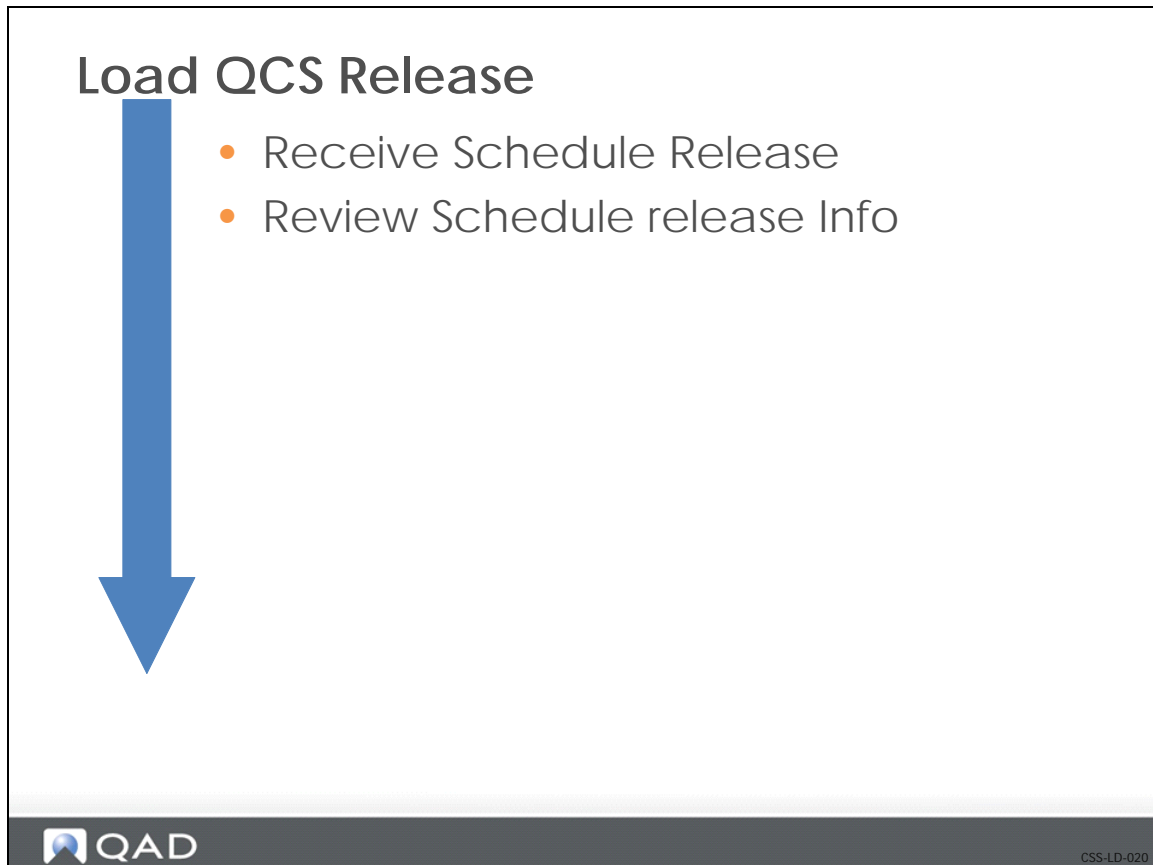 Load QCS Release
• Receive Schedule Release
• Review Schedule release Info
QAD
CSS-LD-020